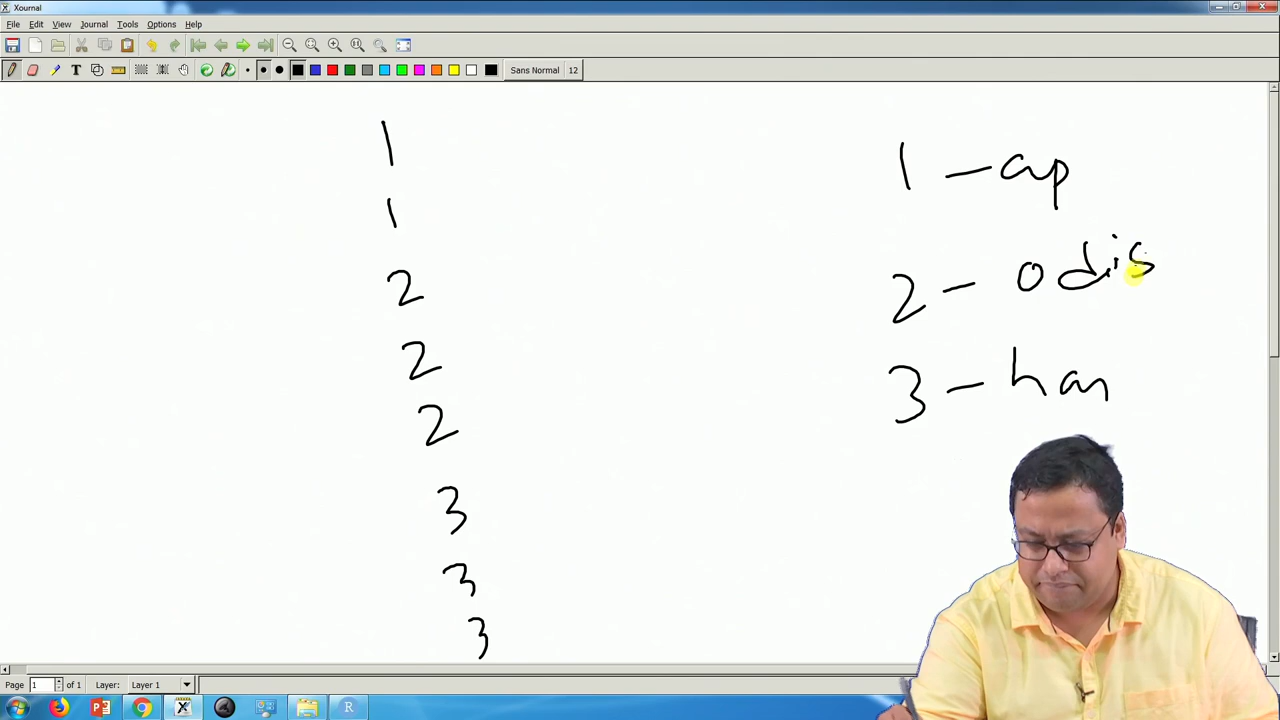 Xournal
File Edit View Journal Tools Options Help
Sans Normal 12
1
1
2
2
2
3
3
3
1 - ap
2 - odis
3 - har
Page 1 of 1 Layer: Layer 1